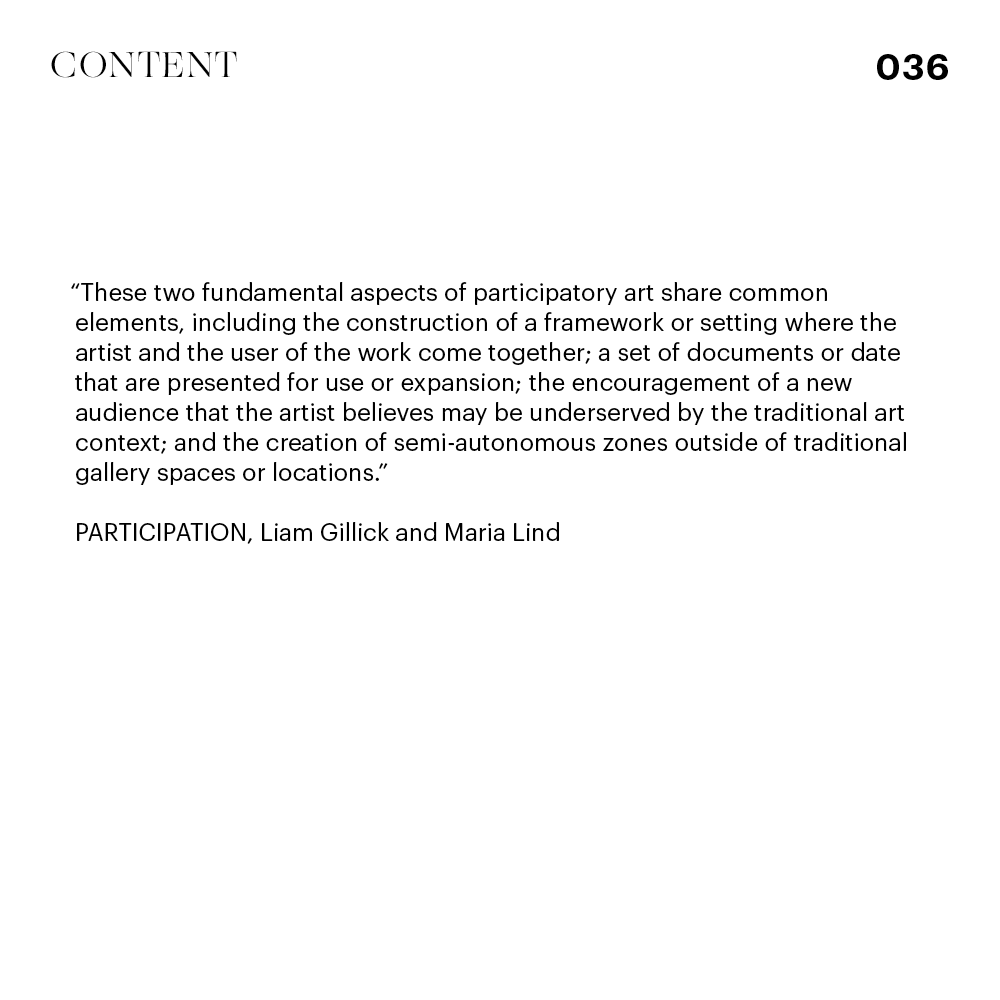 CONTENT
036
“These two fundamental aspects of participatory art share common
elements, including the construction of a framework or setting where the
artist and the user of the work come together; a set of documents or date
that are presented for use or expansion; the encouragement of a new
audience that the artist believes may be underserved by the traditional art
context; and the creation of semi-autonomous zones outside of traditional
gallery spaces or locations.”
PARTICIPATION, Liam Gillick and Maria Lind